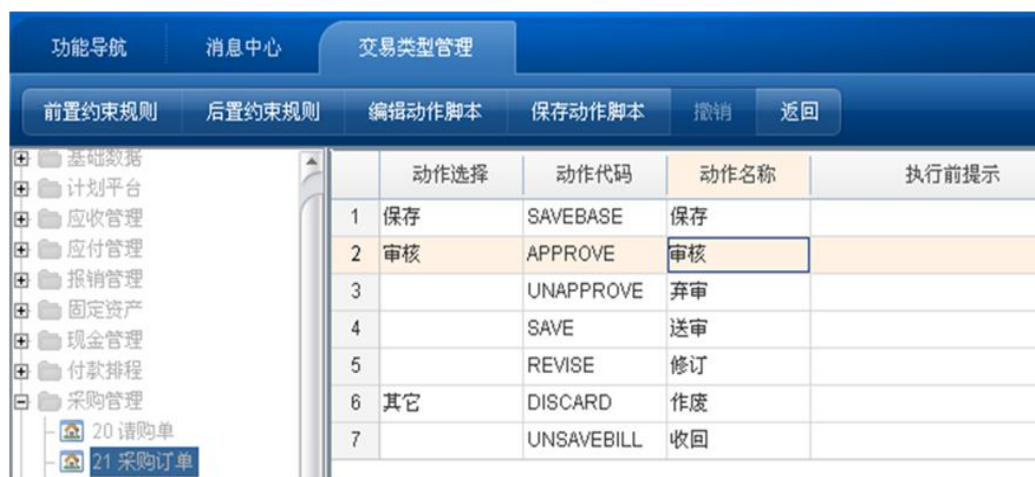 功能导航 消息中心 交易类型管理
前置约束规则 后置约束规则 编辑动作脚本 保存动作脚本 撤销 返回
基础数据
计划平台
应收管理
应付管理
报销管理
固定资产
现金管理
付款排程
采购管理
20 请购单
21 采购订单
动作选择 动作代码 动作名称 执行前提示
1 保存 SAVEBASE 保存
2 审核 APPROVE 审核
3 UNAPPROVE 弃审
4 SAVE 送审
5 REVISE 修订
6 其它 DISCARD 作废
7 UNSAVEBILL 收回